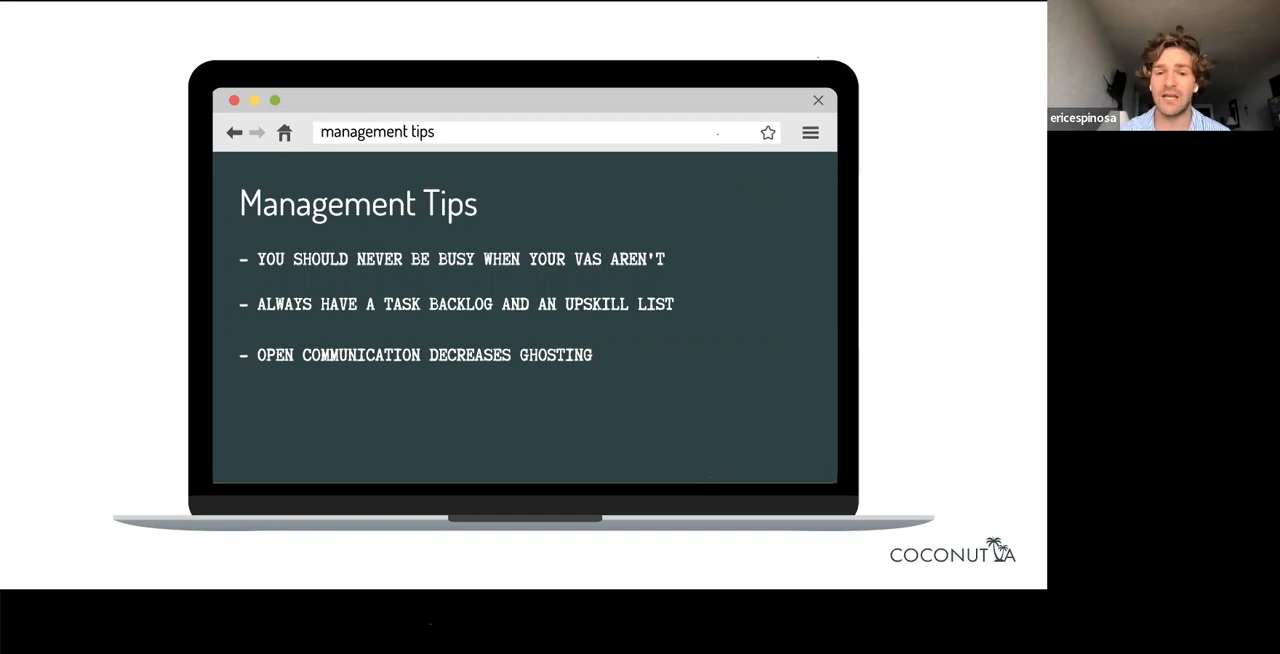 management tips
Management Tips
- YOU SHOULD NEVER BE BUSY WHEN YOUR VAS AREN'T
- ALWAYS HAVE A TASK BACKLOG AND AN UPSKILL LIST
- OPEN COMMUNICATION DECREASES GHOSTING
COCONUT VA
ericespinosa